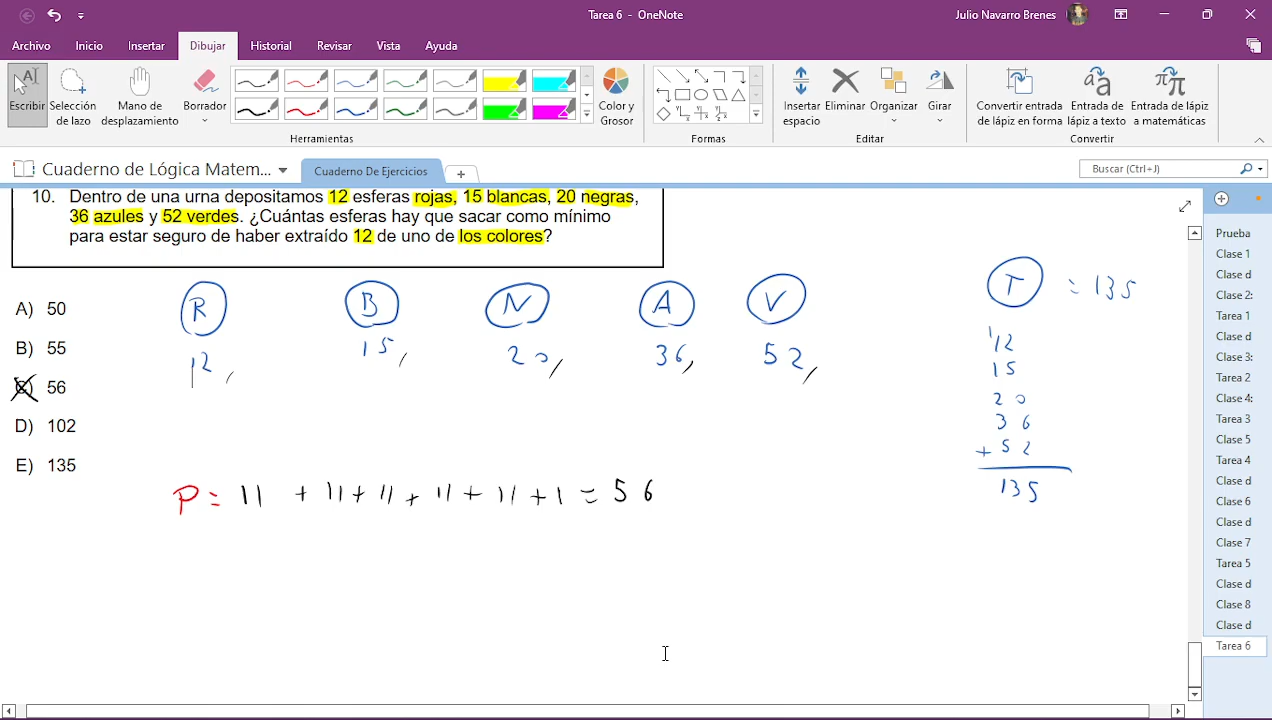 Tarea 6 - OneNote
Julio Navarro Brenes
Archivo Inicio Insertar Dibujar Historial Revisar Vista Ayuda
Escribir
Selección de lazo
Mano de desplazamiento
Borrador
Color y Grosor
Insertar espacio
Eliminar
Organizar
Girar
Convertir entrada de lápiz en forma
Entrada de lápiz a texto
Entrada de lápiz a matemáticas
Herramientas
Formas
Editar
Convertir
Cuaderno de Lógica Matem...
Cuaderno De Ejercicios
Buscar (Ctrl+J)
10. Dentro de una urna depositamos 12 esferas rojas, 15 blancas, 20 negras,
36 azules y 52 verdes. ¿Cuántas esferas hay que sacar como mínimo
para estar seguro de haber extraído 12 de uno de los colores?
A) 50
B) 55
C) 56
D) 102
E) 135
R B N A V
12, 15, 20, 36, 52,
P = 11 + 11 + 11 + 11 + 11 + 1 = 56
T = 135
1
12
15
20
36
+ 52
135
Prueba
Clase 1
Clase d
Clase 2:
Tarea 1
Clase d
Clase 3:
Tarea 2
Clase 4:
Tarea 3
Clase 5
Tarea 4
Clase d
Clase 6
Clase d
Clase 7
Tarea 5
Clase d
Clase 8
Clase d
Tarea 6